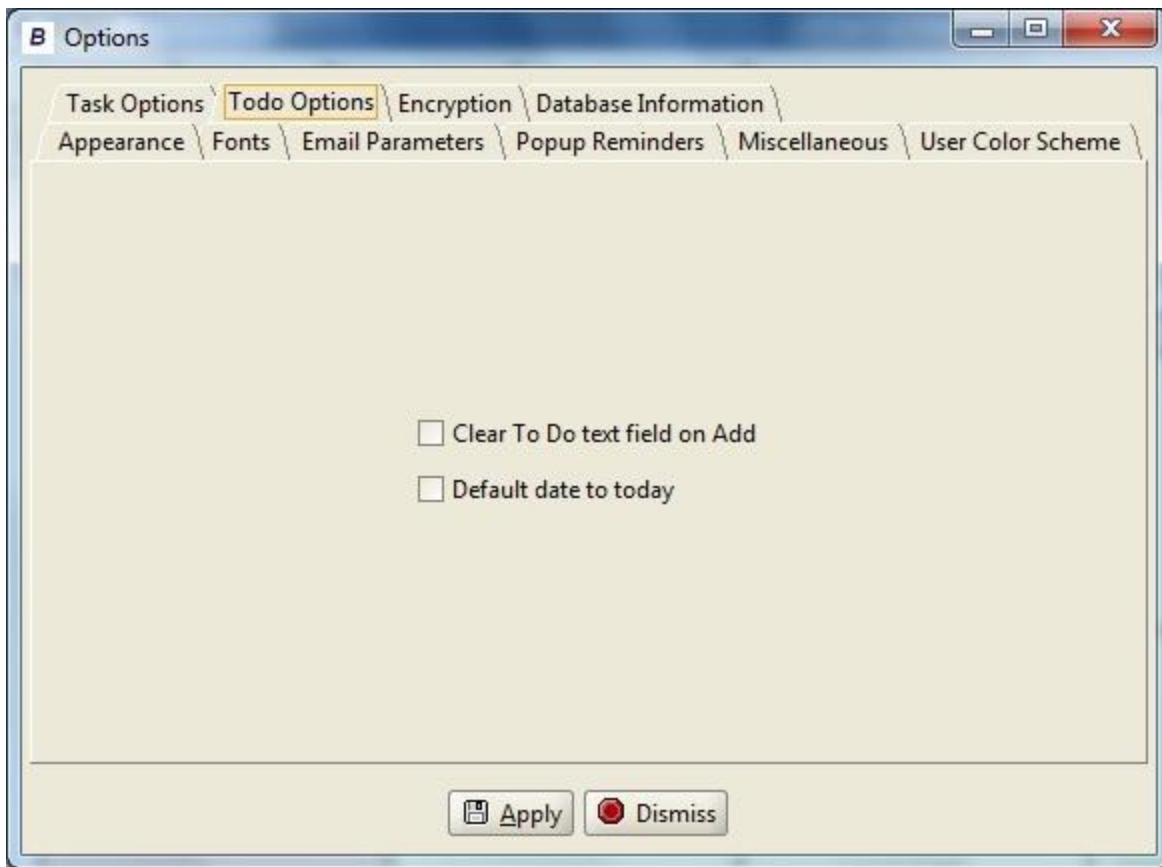 B Options
Task Options Todo Options Encryption Database Information
Appearance Fonts Email Parameters Popup Reminders Miscellaneous User Color Scheme
Clear To Do text field on Add
Default date to today
Apply Dismiss